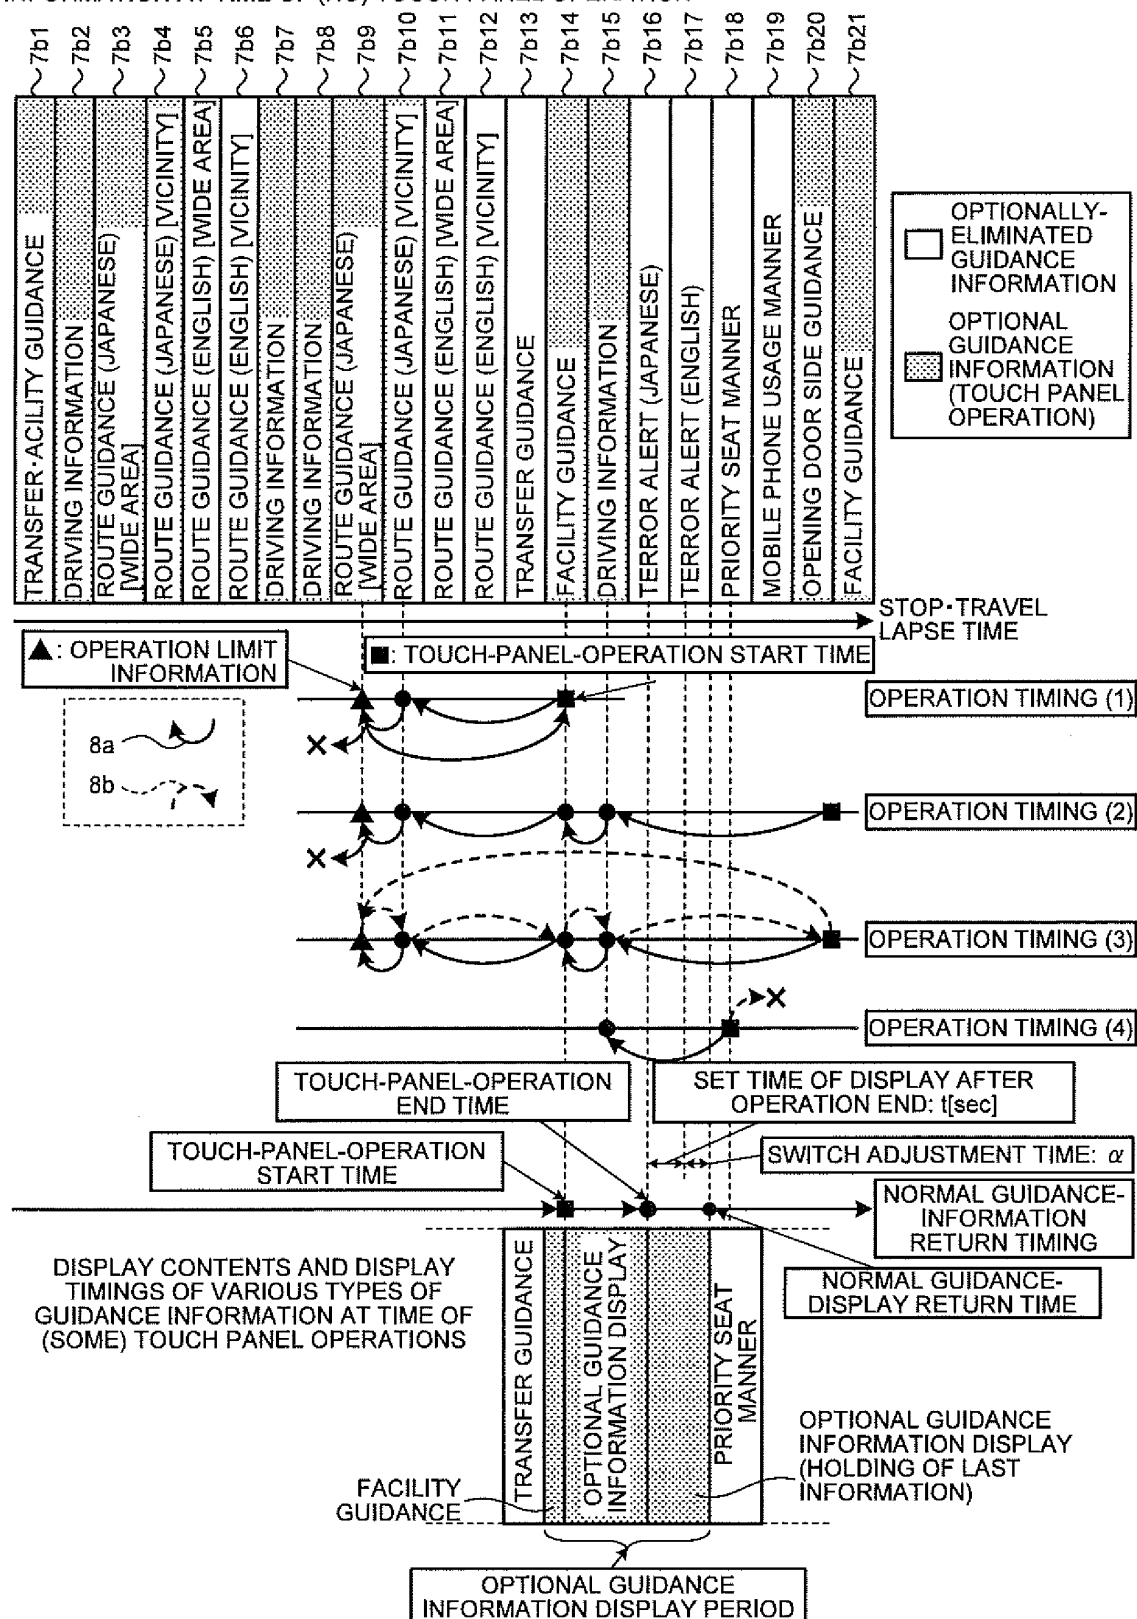 7b1
7b2
7b3
7b4
7b5
7b6
7b7
7b8
7b9
7b10
7b11
7b12
7b13
7b14
7b15
7b16
7b17
7b18
7b19
7b20
7b21
TRANSFER·ACILITY GUIDANCE
DRIVING INFORMATION
ROUTE GUIDANCE (JAPANESE)
[WIDE AREA]
ROUTE GUIDANCE (JAPANESE) [VICINITY]
ROUTE GUIDANCE (ENGLISH) [WIDE AREA]
ROUTE GUIDANCE (ENGLISH) [VICINITY]
DRIVING INFORMATION
DRIVING INFORMATION
ROUTE GUIDANCE (JAPANESE)
[WIDE AREA]
ROUTE GUIDANCE (JAPANESE) [VICINITY]
ROUTE GUIDANCE (ENGLISH) [WIDE AREA]
ROUTE GUIDANCE (ENGLISH) [VICINITY]
TRANSFER GUIDANCE
FACILITY GUIDANCE
DRIVING INFORMATION
TERROR ALERT (JAPANESE)
TERROR ALERT (ENGLISH)
PRIORITY SEAT MANNER
MOBILE PHONE USAGE MANNER
OPENING DOOR SIDE GUIDANCE
FACILITY GUIDANCE
OPTIONALLY-
ELIMINATED
GUIDANCE
INFORMATION
OPTIONAL
GUIDANCE
INFORMATION
(TOUCH PANEL
OPERATION)
STOP·TRAVEL
LAPSE TIME
▲: OPERATION LIMIT
INFORMATION
■: TOUCH-PANEL-OPERATION START TIME
8a
8b
OPERATION TIMING (1)
OPERATION TIMING (2)
OPERATION TIMING (3)
OPERATION TIMING (4)
TOUCH-PANEL-OPERATION
END TIME
SET TIME OF DISPLAY AFTER
OPERATION END: t[sec]
TOUCH-PANEL-OPERATION
START TIME
SWITCH ADJUSTMENT TIME: α
NORMAL GUIDANCE-
INFORMATION
RETURN TIMING
NORMAL GUIDANCE-
DISPLAY RETURN TIME
DISPLAY CONTENTS AND DISPLAY
TIMINGS OF VARIOUS TYPES OF
GUIDANCE INFORMATION AT TIME OF
(SOME) TOUCH PANEL OPERATIONS
TRANSFER GUIDANCE
OPTIONAL GUIDANCE
INFORMATION DISPLAY
PRIORITY SEAT
MANNER
FACILITY
GUIDANCE
OPTIONAL GUIDANCE
INFORMATION DISPLAY
(HOLDING OF LAST
INFORMATION)
OPTIONAL GUIDANCE
INFORMATION DISPLAY PERIOD